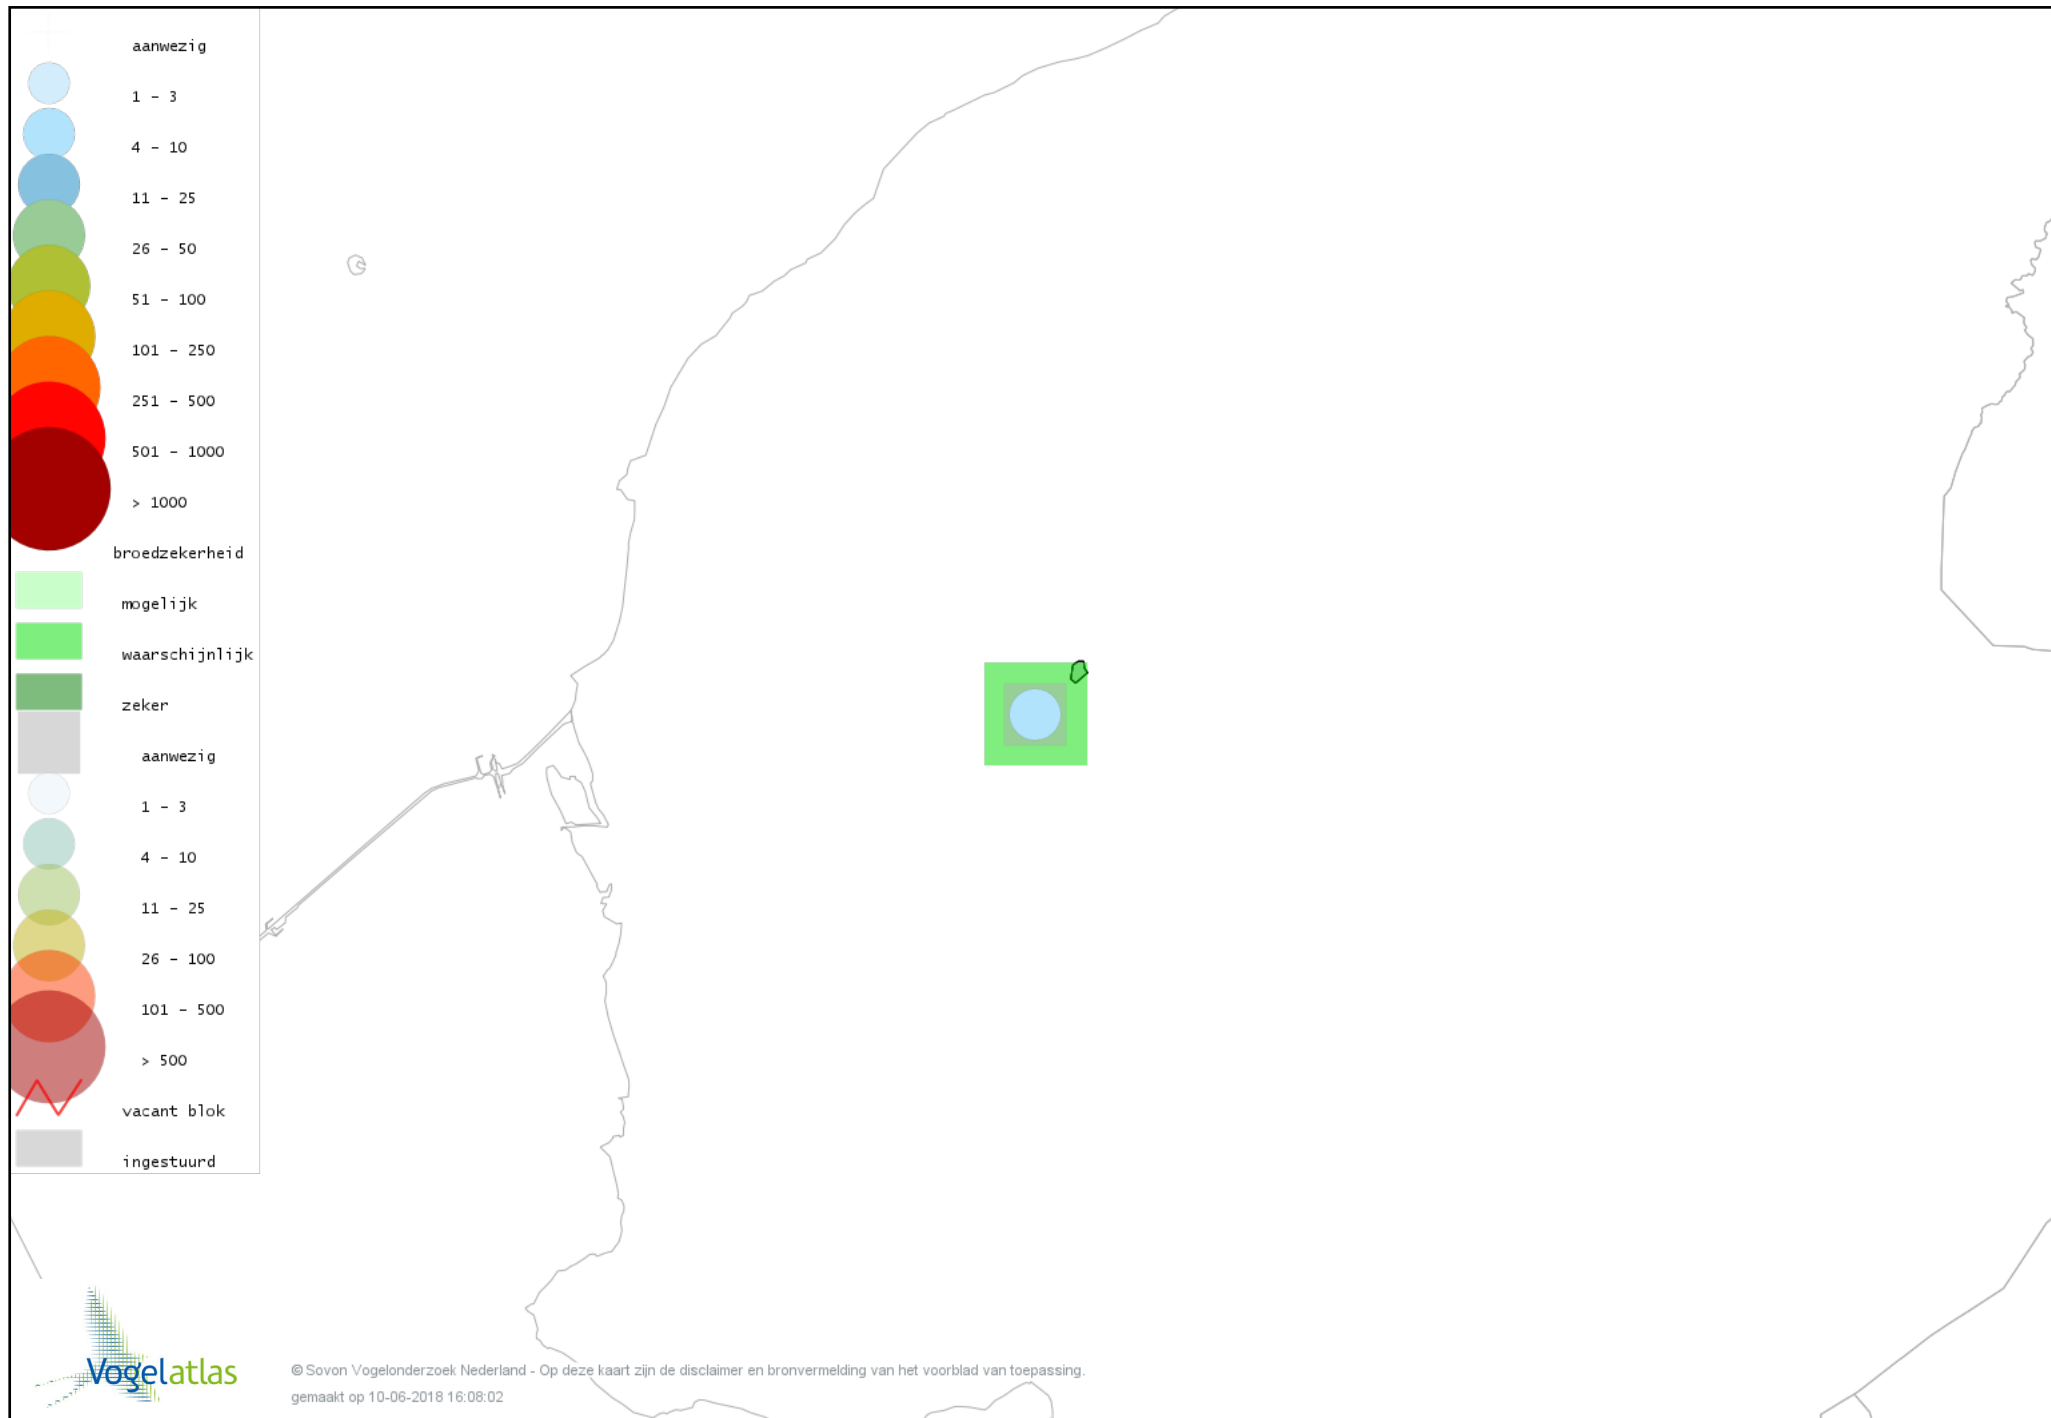 aanwezig
1 - 3
4 - 10
11 - 25
26 - 50
51 - 100
101 - 250
251 - 500
501 - 1000
> 1000
broedzekerheid
mogelijk
waarschijnlijk
zeker
aanwezig
1 - 3
4 - 10
11 - 25
26 - 100
101 - 500
> 500
vacant blok
ingestuurd
Vogelatlas
© Sovon Vogelonderzoek Nederland - Op deze kaart zijn de disclaimer en bronvermelding van het voorblad van toepassing.
gemaakt op 10-06-2018 16:08:02